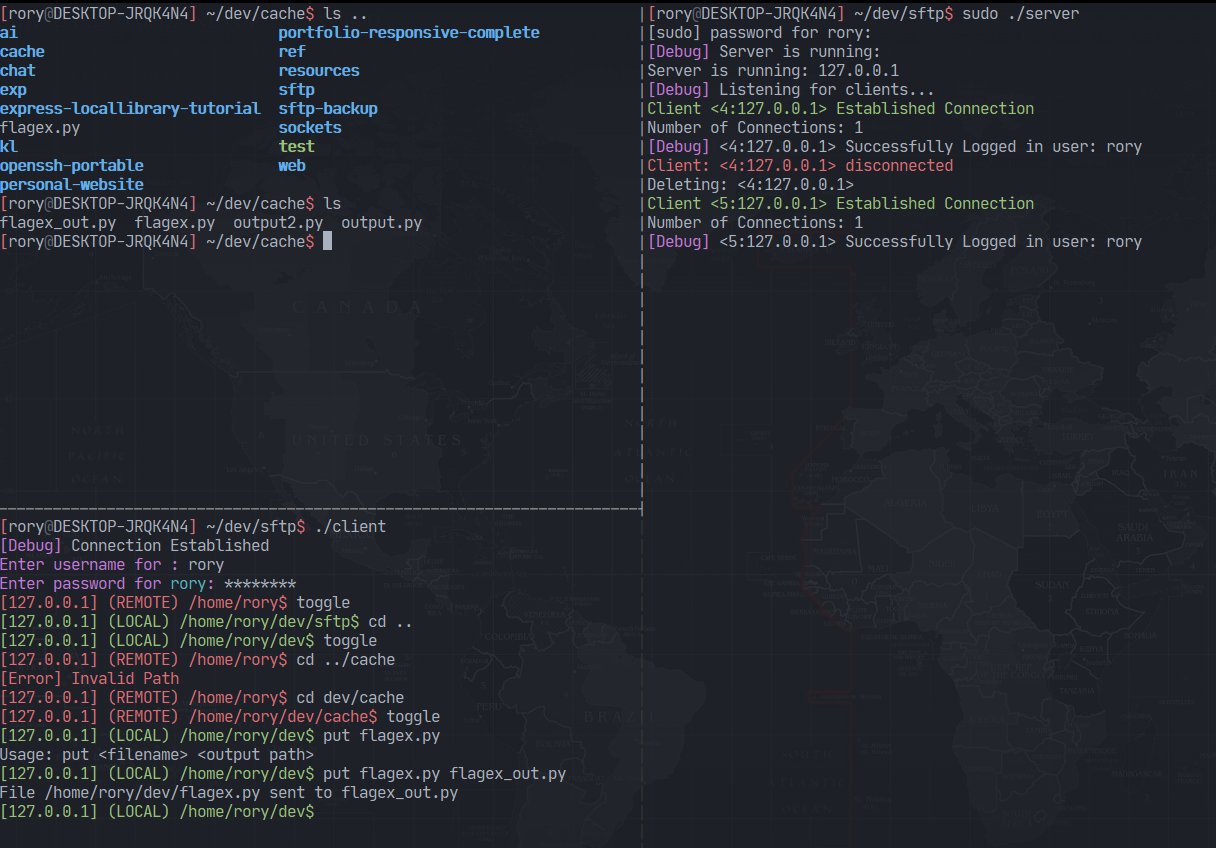 [rory@DESKTOP-JRQK4N4] ~/dev/cache$ ls ..
ai portfolio-responsive-complete
cache ref
chat resources
exp sftp
express-locallibrary-tutorial sftp-backup
flagex.py sockets
kl test
openssh-portable web
personal-website
[rory@DESKTOP-JRQK4N4] ~/dev/cache$ ls
flagex_out.py flagex.py output2.py output.py
[rory@DESKTOP-JRQK4N4] ~/dev/cache$
[rory@DESKTOP-JRQK4N4] ~/dev/sftp$ sudo ./server
[sudo] password for rory:
[Debug] Server is running:
Server is running: 127.0.0.1
[Debug] Listening for clients...
Client <4:127.0.0.1> Established Connection
Number of Connections: 1
[Debug] <4:127.0.0.1> Successfully Logged in user: rory
Client: <4:127.0.0.1> disconnected
Deleting: <4:127.0.0.1>
Client <5:127.0.0.1> Established Connection
Number of Connections: 1
[Debug] <5:127.0.0.1> Successfully Logged in user: rory
[rory@DESKTOP-JRQK4N4] ~/dev/sftp$ ./client
[Debug] Connection Established
Enter username for : rory
Enter password for rory: ********
[127.0.0.1] (REMOTE) /home/rory$ toggle
[127.0.0.1] (LOCAL) /home/rory/dev/sftp$ cd ..
[127.0.0.1] (LOCAL) /home/rory/dev$ toggle
[127.0.0.1] (REMOTE) /home/rory$ cd ../cache
[Error] Invalid Path
[127.0.0.1] (REMOTE) /home/rory$ cd dev/cache
[127.0.0.1] (REMOTE) /home/rory/dev/cache$ toggle
[127.0.0.1] (LOCAL) /home/rory/dev$ put flagex.py
Usage: put <filename> <output path>
[127.0.0.1] (LOCAL) /home/rory/dev$ put flagex.py flagex_out.py
File /home/rory/dev/flagex.py sent to flagex_out.py
[127.0.0.1] (LOCAL) /home/rory/dev$
CANADA
UNITED STATES
NORTH
PACIFIC
OCEAN
BRAZIL
SUDAN
SAUDI
ARABIA
IRAN